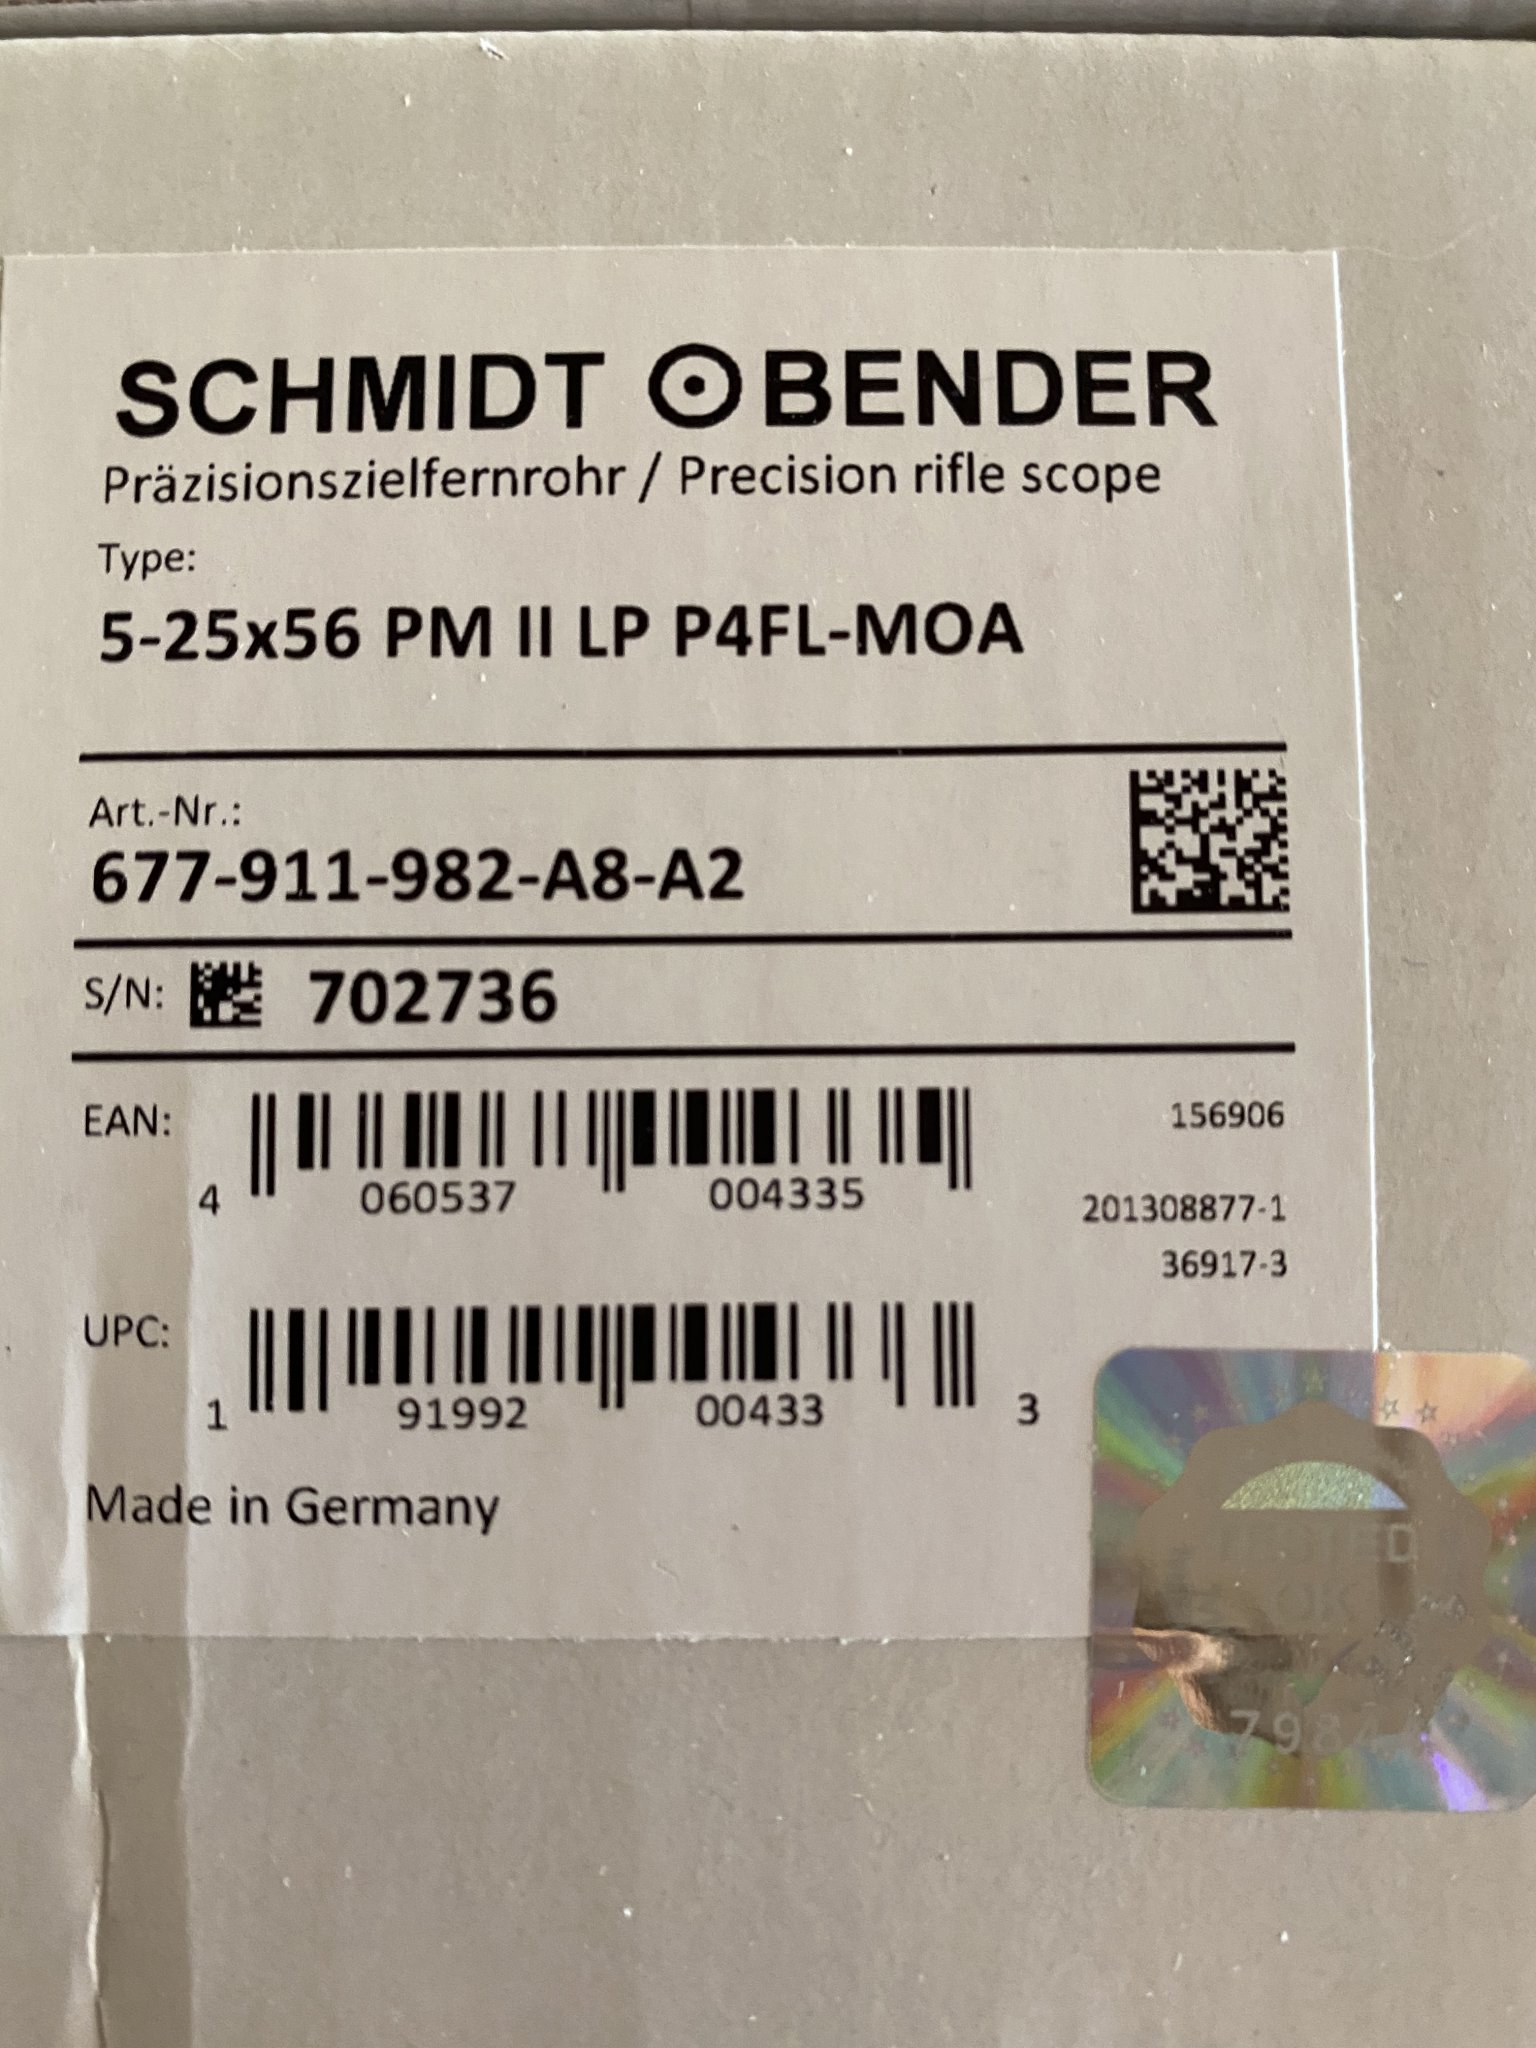 SCHMIDT BENDER
Präzisionszielfernrohr / Precision rifle scope
Type:
5-25x56 PM II LP P4FL-MOA
Art.-Nr.:
677-911-982-A8-A2
S/N: 702736
EAN:
156906
4 060537 004335
201308877-1
36917-3
UPC:
1 91992 00433 3
Made in Germany
TESTED
OK